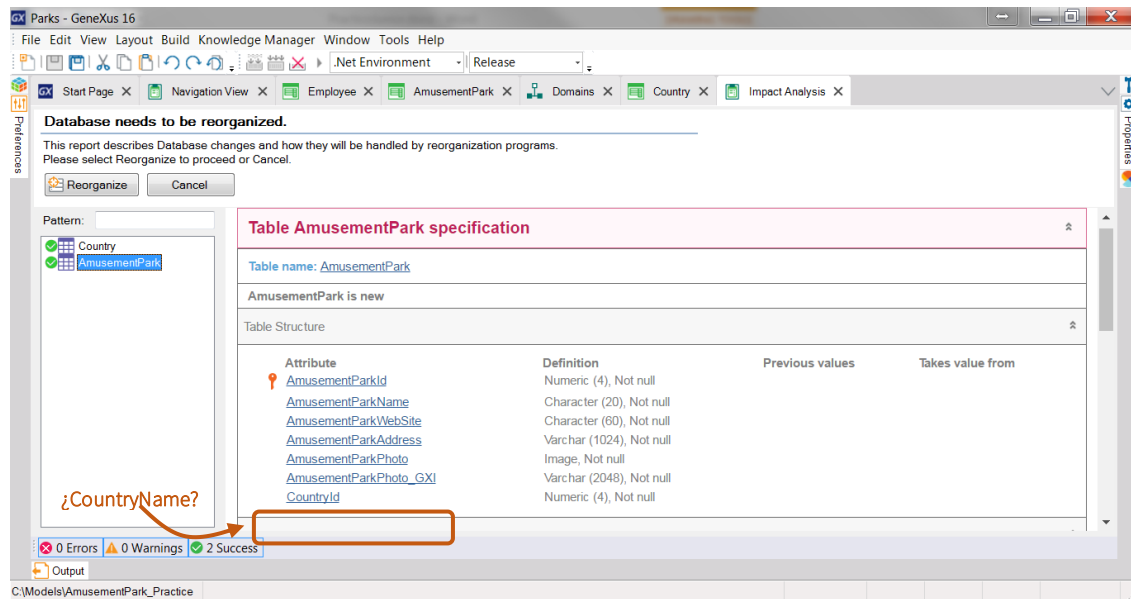 GX Parks - GeneXus 16
File Edit View Layout Build Knowledge Manager Window Tools Help
.Net Environment Release
GX Start Page Navigation View Employee AmusementPark Domains Country Impact Analysis
Preferences
Properties
Database needs to be reorganized.
This report describes Database changes and how they will be handled by reorganization programs.
Please select Reorganize to proceed or Cancel.
Reorganize Cancel
Pattern:
Country
AmusementPark
Table AmusementPark specification
Table name: AmusementPark
AmusementPark is new
Table Structure
Attribute Definition Previous values Takes value from
AmusementParkId Numeric (4), Not null
AmusementParkName Character (20), Not null
AmusementParkWebSite Character (60), Not null
AmusementParkAddress Varchar (1024), Not null
AmusementParkPhoto Image, Not null
AmusementParkPhoto_GXI Varchar (2048), Not null
CountryId Numeric (4), Not null
¿CountryName?
0 Errors 0 Warnings 2 Success
Output
C:\Models\AmusementPark_Practice